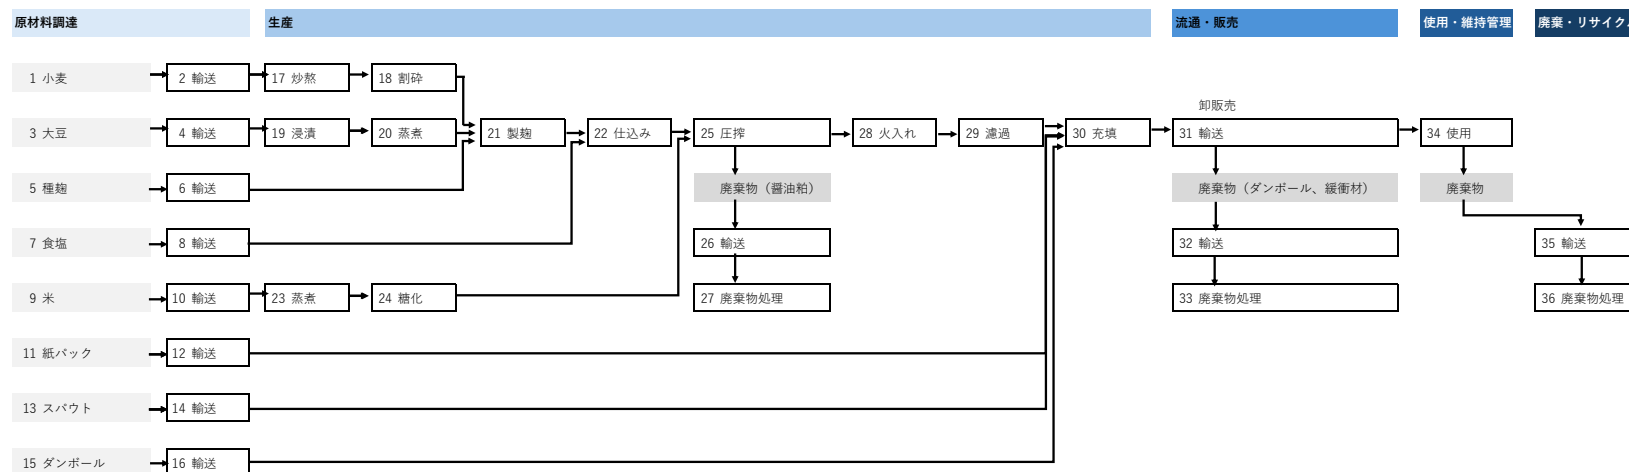 原材料調達 生産 流通・販売 使用・維持管理 廃棄・リサイク
1 小麦 2 輸送 17 炒熬 18 割砕
卸販売
3 大豆 4 輸送 19 浸漬 20 蒸煮 21 製麹 22 仕込み 25 圧搾 28 火入れ 29 濾過 30 充填 31 輸送 34 使用
5 種麹 6 輸送 廃棄物（醤油粕） 廃棄物（ダンボール、緩衝材） 廃棄物
7 食塩 8 輸送 26 輸送 32 輸送 35 輸送
9 米 10 輸送 23 蒸煮 24 糖化 27 廃棄物処理 33 廃棄物処理 36 廃棄物処理
11 紙パック 12 輸送
13 スパウト 14 輸送
15 ダンボール 16 輸送